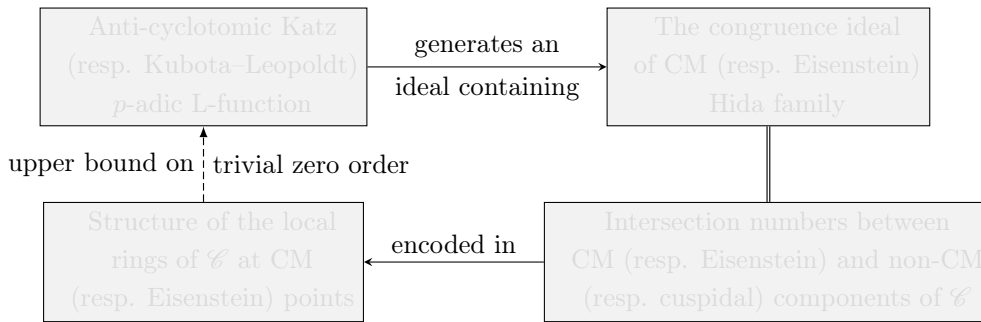 Anti-cyclotomic Katz
(resp. Kubota–Leopoldt)
p-adic L-function
generates an
ideal containing
The congruence ideal
of CM (resp. Eisenstein)
Hida family
upper bound on
trivial zero order
Structure of the local
rings of 𝒞 at CM
(resp. Eisenstein) points
encoded in
Intersection numbers between
CM (resp. Eisenstein) and non-CM
(resp. cuspidal) components of 𝒞